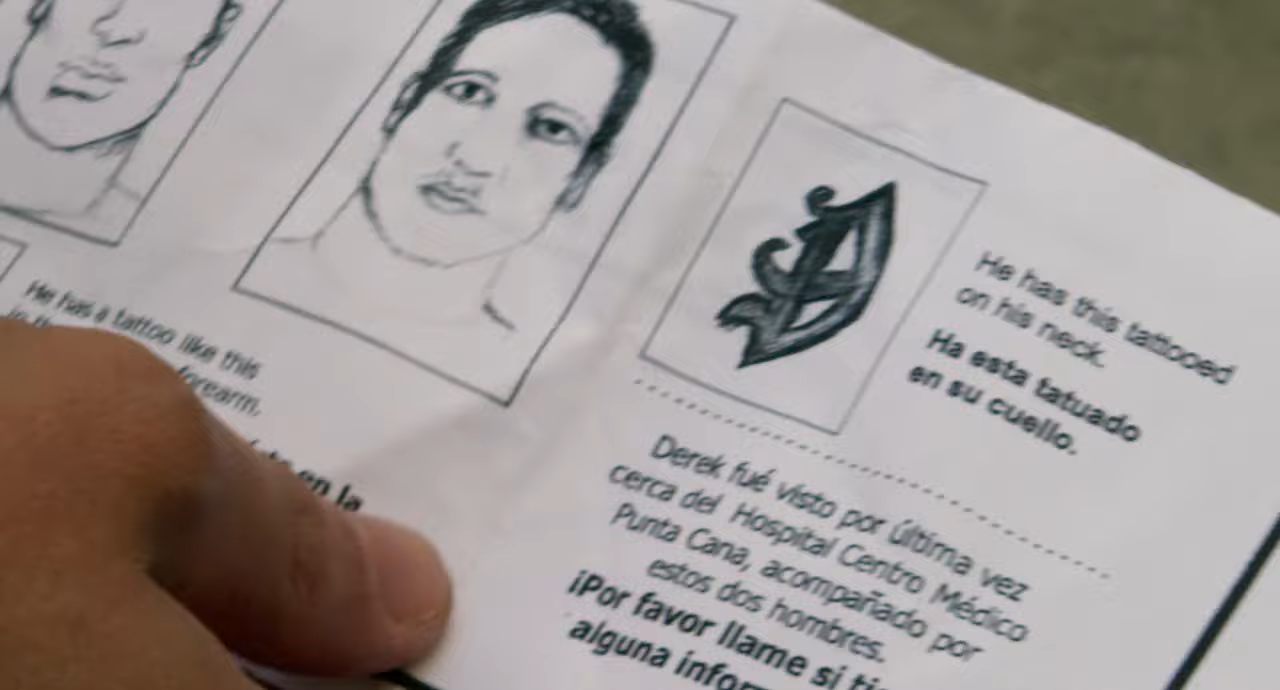 He has a tattoo like this
forearm.
en la
He has this tattooed
on his neck.
Ha esta tatuado
en su cuello.
Derek fué visto por última vez
cerca del Hospital Centro Médico
Punta Cana, acompañado por
estos dos hombres.
¡Por favor llame si
alguna